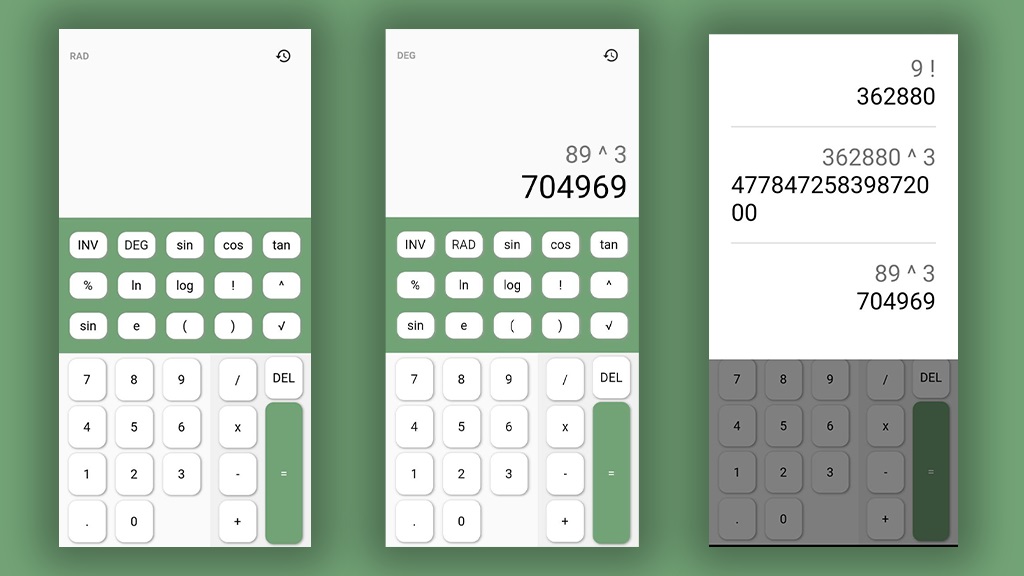 RAD
INV DEG sin cos tan
% ln log ! ^
sin e ( ) √
7 8 9 / DEL
4 5 6 x
1 2 3 - =
. 0 +
DEG
89 ^ 3
704969
INV RAD sin cos tan
% ln log ! ^
sin e ( ) √
7 8 9 / DEL
4 5 6 x
1 2 3 - =
. 0 +
9 !
362880
362880 ^ 3
477847258398720
00
89 ^ 3
704969
7 8 9 / DEL
4 5 6 x
1 2 3 - =
. 0 +